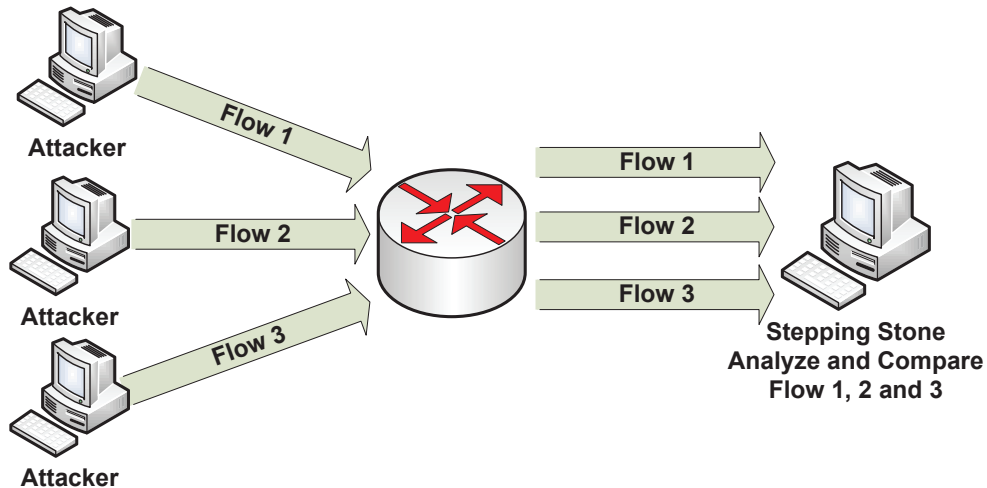 Attacker
Flow 1
Flow 2
Attacker
Flow 3
Attacker
Flow 1
Flow 2
Flow 3
Stepping Stone
Analyze and Compare
Flow 1, 2 and 3